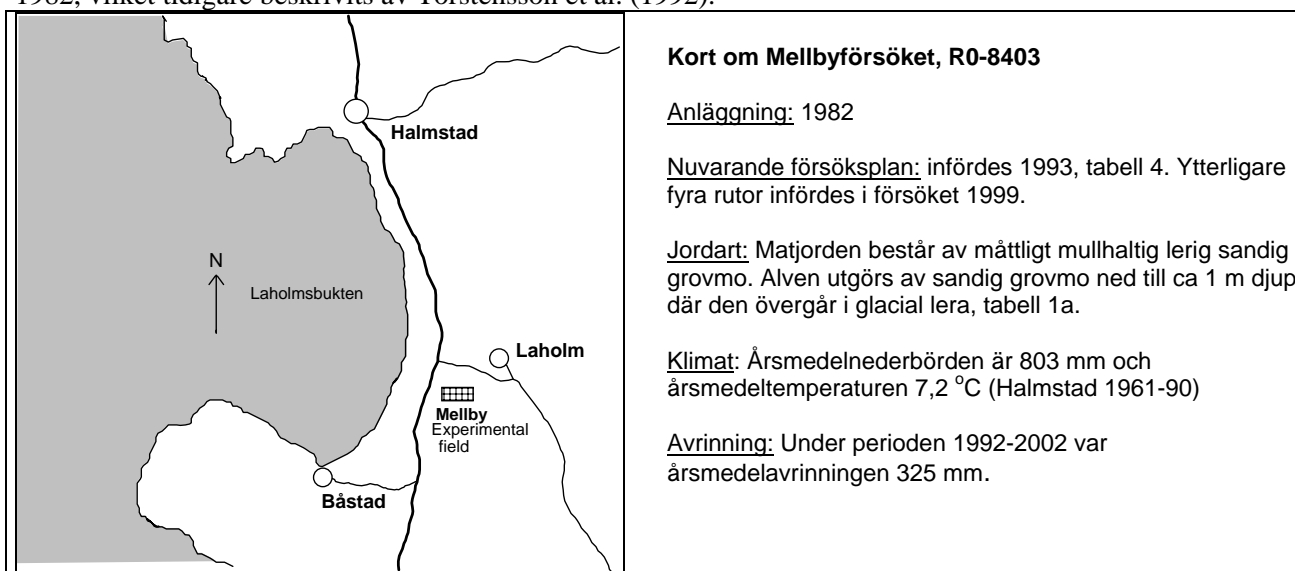 1982, vilket tidigare beskrivits av Torstensson et al. (1992).
Halmstad
N
Laholmsbukten
Laholm
Mellby
Experimental
field
Båstad
Kort om Mellbyförsöket, R0-8403
Anläggning: 1982
Nuvarande försöksplan: infördes 1993, tabell 4. Ytterligare
fyra rutor infördes i försöket 1999.
Jordart: Matjorden består av måttligt mullhaltig lerig sandig
grovmo. Alven utgörs av sandig grovmo ned till ca 1 m djup
där den övergår i glacial lera, tabell 1a.
Klimat: Årsmedelnederbörden är 803 mm och
årsmedeltemperaturen 7,2 °C (Halmstad 1961-90)
Avrinning: Under perioden 1992-2002 var
årsmedelavrinningen 325 mm.